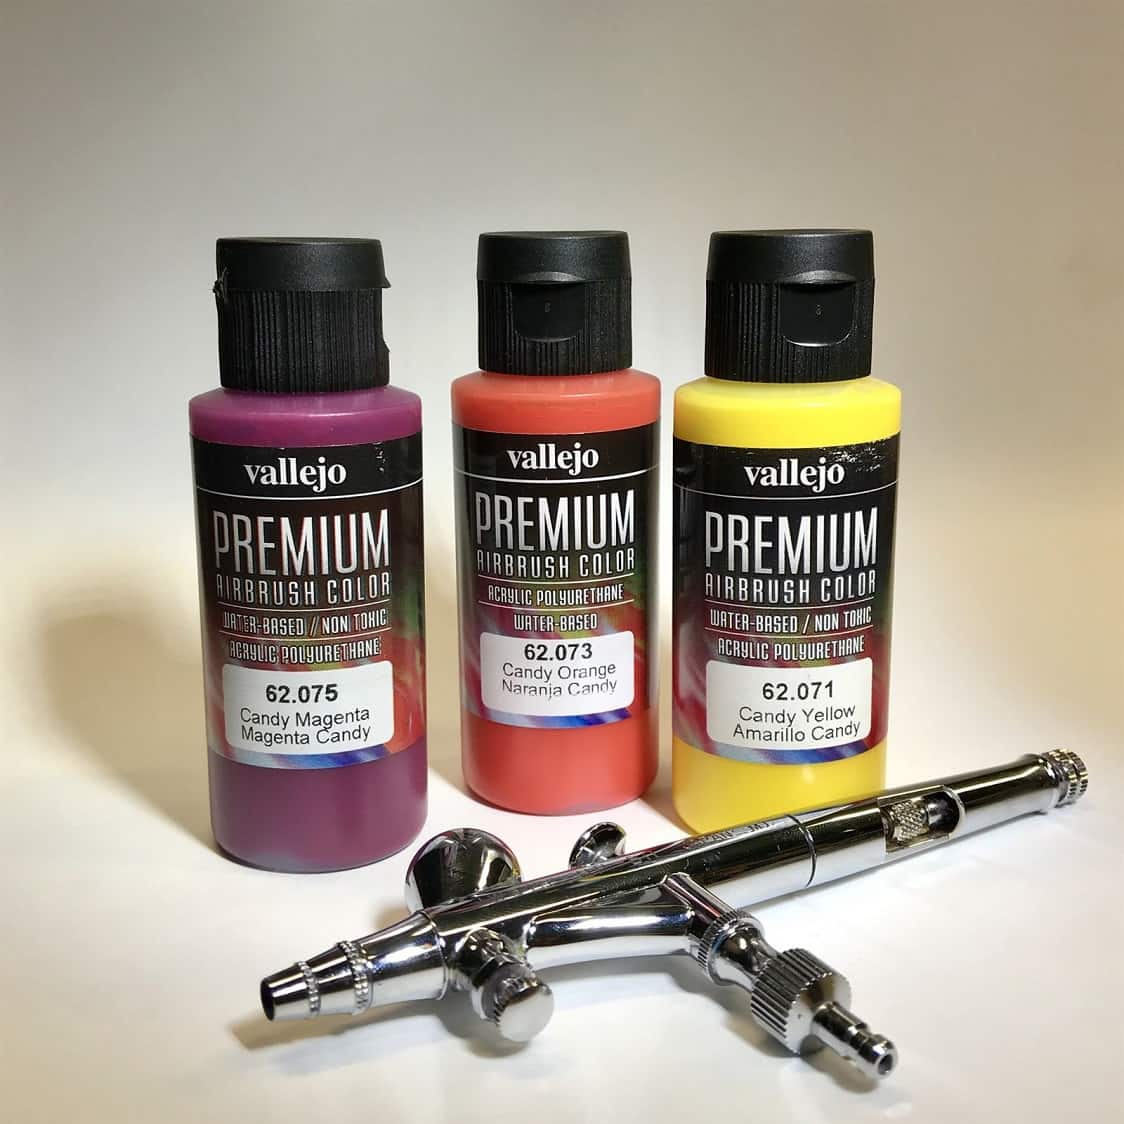 vallejo
PREMIUM
AIRBRUSH COLOR
WATER-BASED / NON TOXIC
ACRYLIC POLYURETHANE
62.075
Candy Magenta
Magenta Candy
vallejo
PREMIUM
AIRBRUSH COLOR
ACRYLIC POLYURETHANE
WATER-BASED
62.073
Candy Orange
Naranja Candy
vallejo
PREMIUM
AIRBRUSH COLOR
WATER-BASED / NON TOXIC
ACRYLIC POLYURETHANE
62.071
Candy Yellow
Amarillo Candy